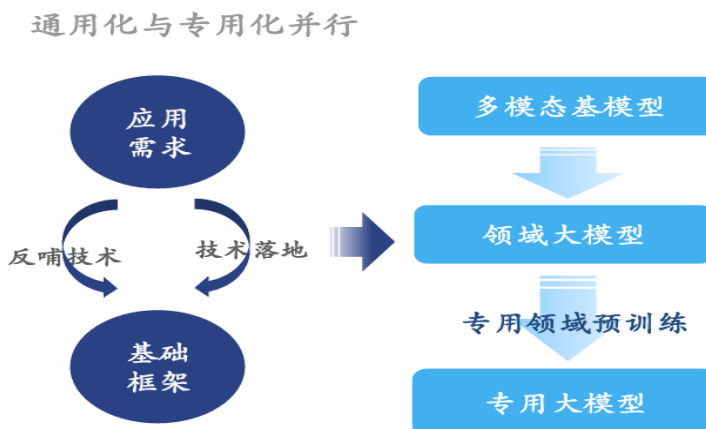 通用化与专用化并行
应用
需求
反哺技术
技术落地
基础
框架
多模态基模型
领域大模型
专用领域预训练
专用大模型